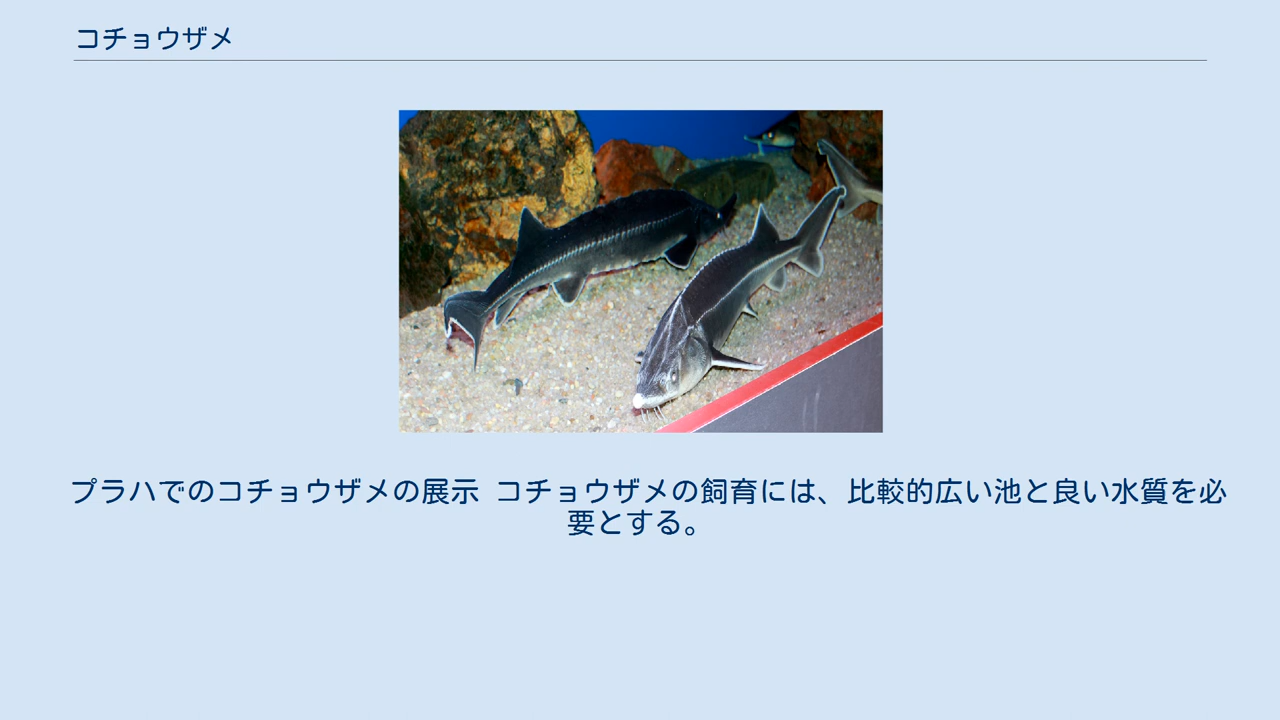 コチョウザメ
プラハでのコチョウザメの展示 コチョウザメの飼育には、比較的広い池と良い水質を必
要とする。